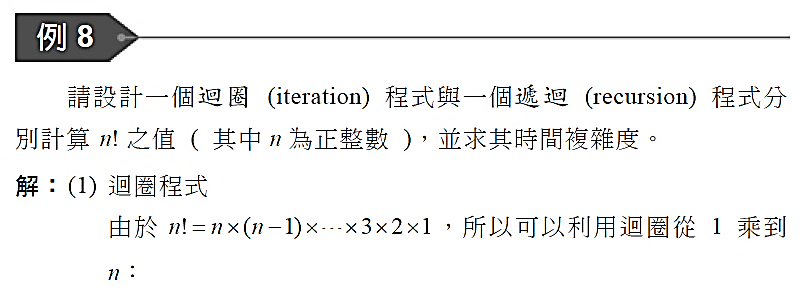 例 8
請設計一個迴圈 (iteration) 程式與一個遞迴 (recursion) 程式分
別計算 n! 之值 ( 其中 n 為正整數 )，並求其時間複雜度。
解：(1) 迴圈程式
由於 n!=n×(n−1)×⋯×3×2×1，所以可以利用迴圈從 1 乘到
n：